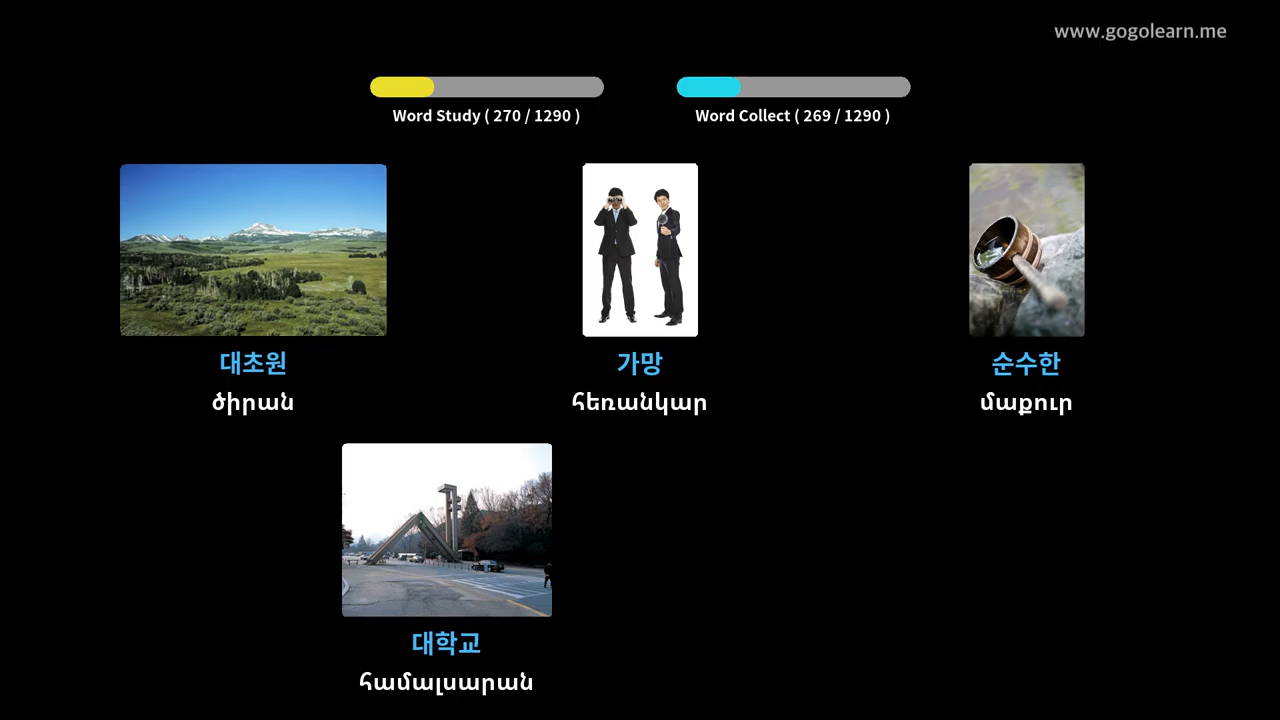 www.gogolearn.me
Word Study ( 270 / 1290 )
Word Collect ( 269 / 1290 )
대초원
ծիրան
가망
հեռանկար
순수한
մաքուր
대학교
համալսարան